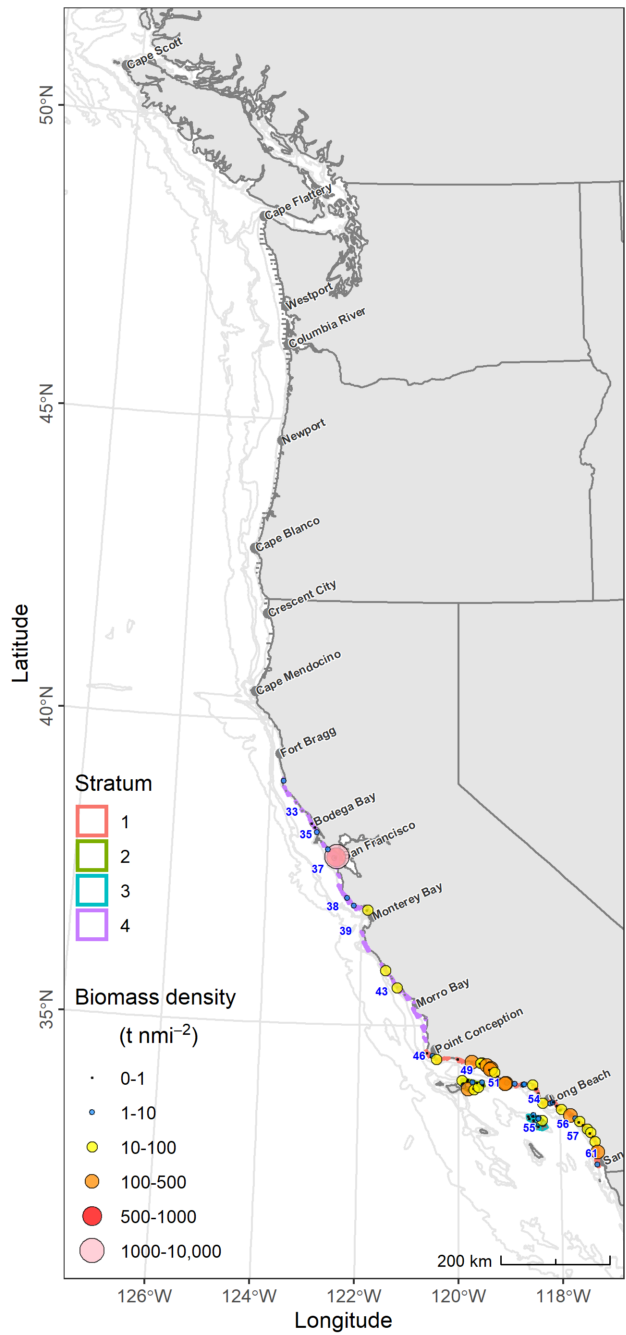 50°N
45°N
40°N
35°N
Latitude
Cape Scott
Cape Flattery
Westport
Columbia River
Newport
Cape Blanco
Crescent City
Cape Mendocino
Fort Bragg
33
Bodega Bay
35
San Francisco
37
38
Monterey Bay
39
43
Morro Bay
46
Point Conception
49
51
54
Long Beach
55
56
57
61
San
Stratum
1
2
3
4
Biomass density
(t nmi⁻²)
0-1
1-10
10-100
100-500
500-1000
1000-10,000
200 km
126°W
124°W
122°W
120°W
118°W
Longitude